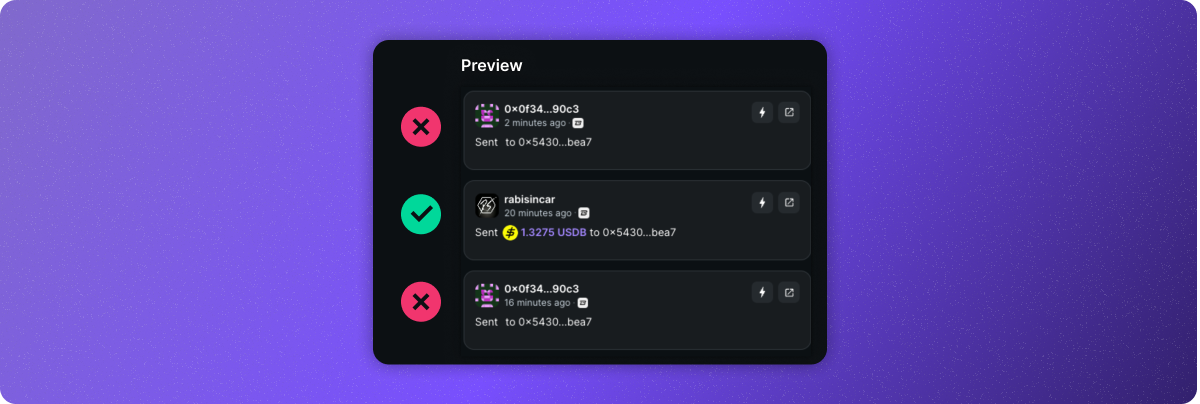 Preview
0×0f34...90c3
2 minutes ago ·
Sent to 0×5430...bea7
rabisincar
20 minutes ago ·
Sent 1.3275 USDB to 0×5430...bea7
0×0f34...90c3
16 minutes ago ·
Sent to 0×5430...bea7